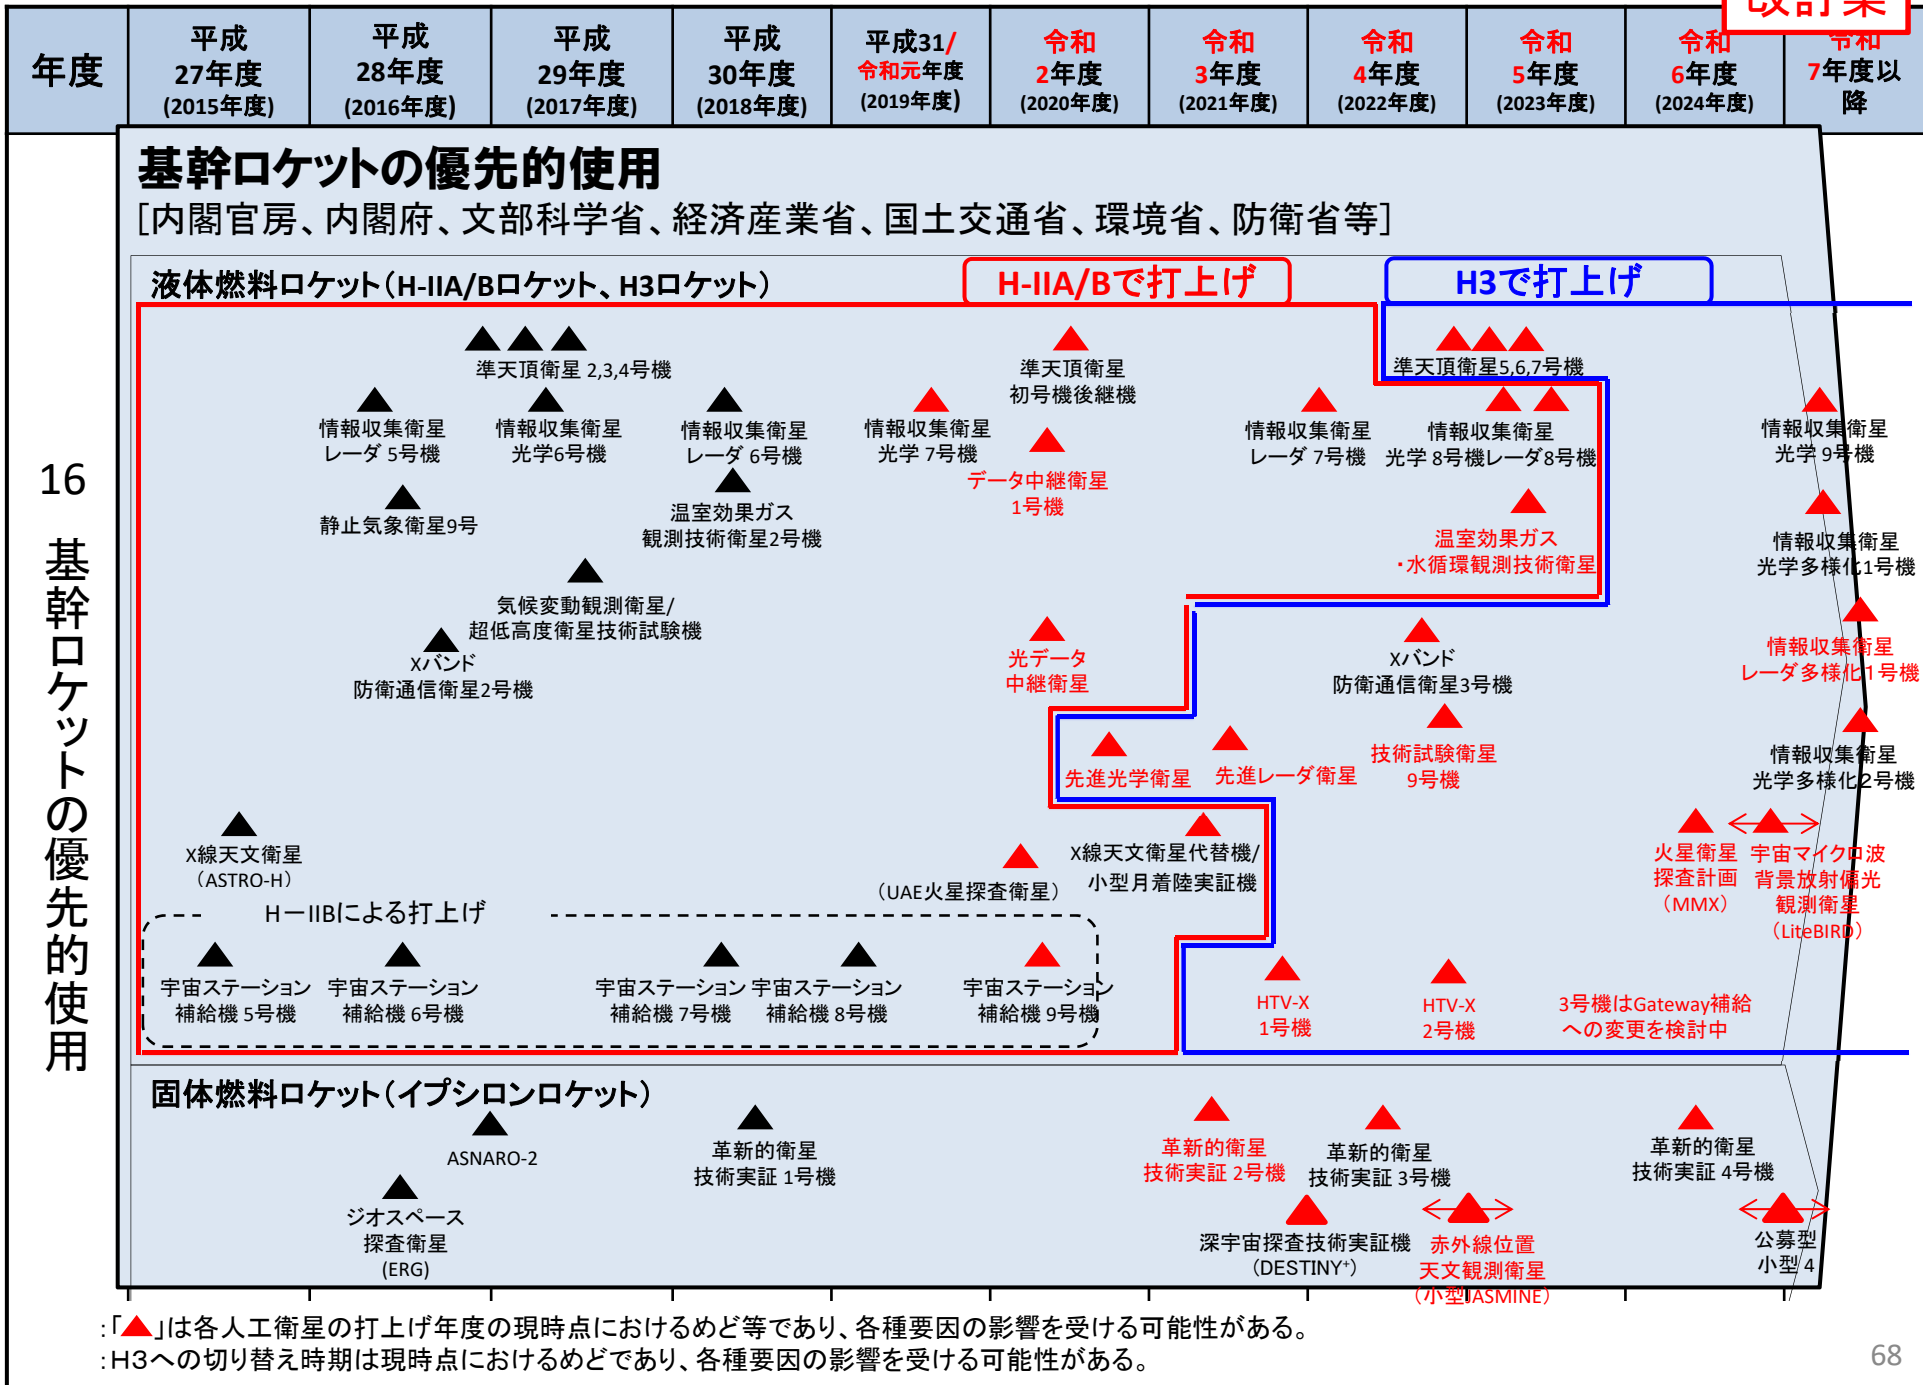 改訂案
年度
平成
27年度
(2015年度)
平成
28年度
(2016年度)
平成
29年度
(2017年度)
平成
30年度
(2018年度)
平成31/
令和元年度
(2019年度)
令和
2年度
(2020年度)
令和
3年度
(2021年度)
令和
4年度
(2022年度)
令和
5年度
(2023年度)
令和
6年度
(2024年度)
令和
7年度以
降
16 基幹ロケットの優先的使用
基幹ロケットの優先的使用
[内閣官房、内閣府、文部科学省、経済産業省、国土交通省、環境省、防衛省等]
液体燃料ロケット(H-IIA/Bロケット、H3ロケット)
H-IIA/Bで打上げ
H3で打上げ
準天頂衛星 2,3,4号機
準天頂衛星
初号機後継機
準天頂衛星5,6,7号機
情報収集衛星
レーダ 5号機
情報収集衛星
光学6号機
情報収集衛星
レーダ 6号機
情報収集衛星
光学 7号機
データ中継衛星
1号機
情報収集衛星
レーダ 7号機
情報収集衛星
光学 8号機レーダ8号機
情報収集衛星
光学 9号機
静止気象衛星9号
温室効果ガス
観測技術衛星2号機
温室効果ガス
・水循環観測技術衛星
情報収集衛星
光学多様化1号機
気候変動観測衛星/
超低高度衛星技術試験機
Xバンド
防衛通信衛星2号機
光データ
中継衛星
Xバンド
防衛通信衛星3号機
情報収集衛星
レーダ多様化1号機
先進光学衛星
先進レーダ衛星
技術試験衛星
9号機
情報収集衛星
光学多様化2号機
X線天文衛星
(ASTRO-H)
(UAE火星探査衛星)
X線天文衛星代替機/
小型月着陸実証機
火星衛星
探査計画
(MMX)
宇宙マイクロ波
背景放射偏光
観測衛星
(LiteBIRD)
H－IIBによる打上げ
宇宙ステーション
補給機 5号機
宇宙ステーション
補給機 6号機
宇宙ステーション
補給機 7号機
宇宙ステーション
補給機 8号機
宇宙ステーション
補給機 9号機
HTV-X
1号機
HTV-X
2号機
3号機はGateway補給
への変更を検討中
固体燃料ロケット(イプシロンロケット)
ASNARO-2
ジオスペース
探査衛星
(ERG)
革新的衛星
技術実証 1号機
革新的衛星
技術実証 2号機
革新的衛星
技術実証 3号機
革新的衛星
技術実証 4号機
深宇宙探査技術実証機
(DESTINY⁺)
赤外線位置
天文観測衛星
(小型JASMINE)
公募型
小型 4
:「▲」は各人工衛星の打上げ年度の現時点におけるめど等であり、各種要因の影響を受ける可能性がある。
:H3への切り替え時期は現時点におけるめどであり、各種要因の影響を受ける可能性がある。
68